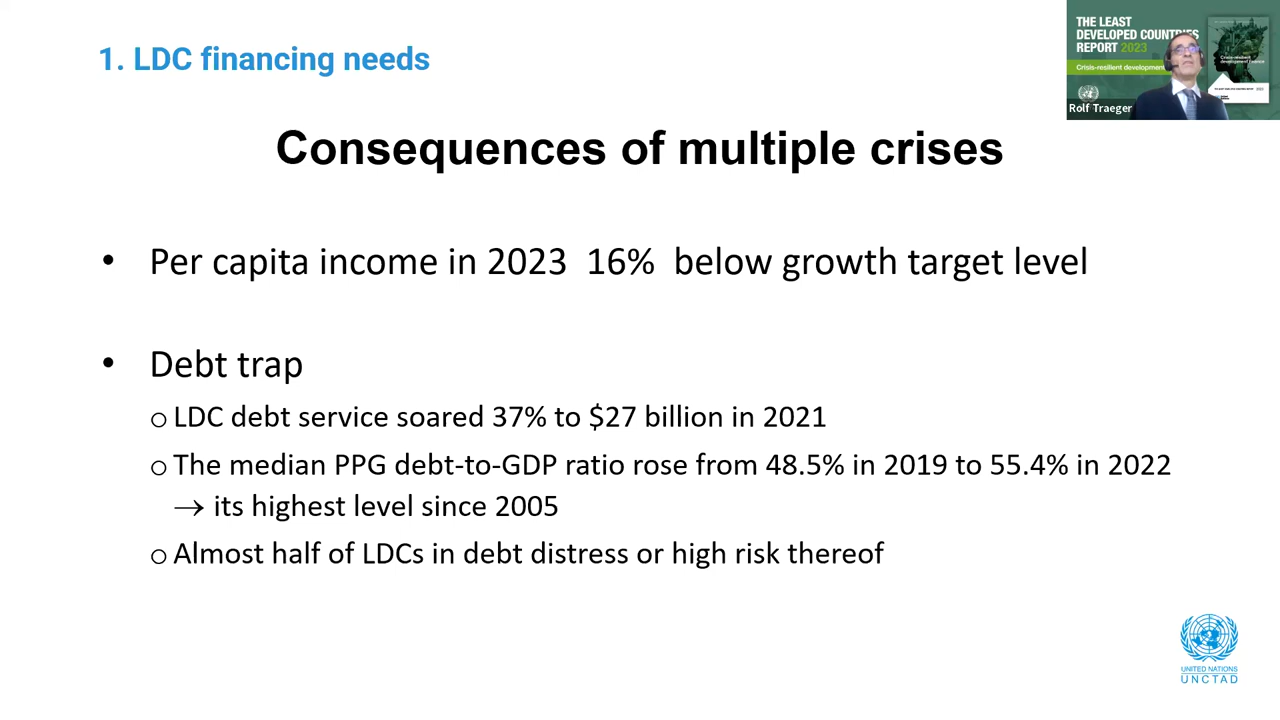 1. LDC financing needs
THE LEAST
DEVELOPED COUNTRIES
REPORT 2023
Crisis-resilient development
Rolf Traeger
Consequences of multiple crises
• Per capita income in 2023 16% below growth target level
• Debt trap
o LDC debt service soared 37% to $27 billion in 2021
o The median PPG debt-to-GDP ratio rose from 48.5% in 2019 to 55.4% in 2022
→ its highest level since 2005
o Almost half of LDCs in debt distress or high risk thereof
UNITED NATIONS
UNCTAD